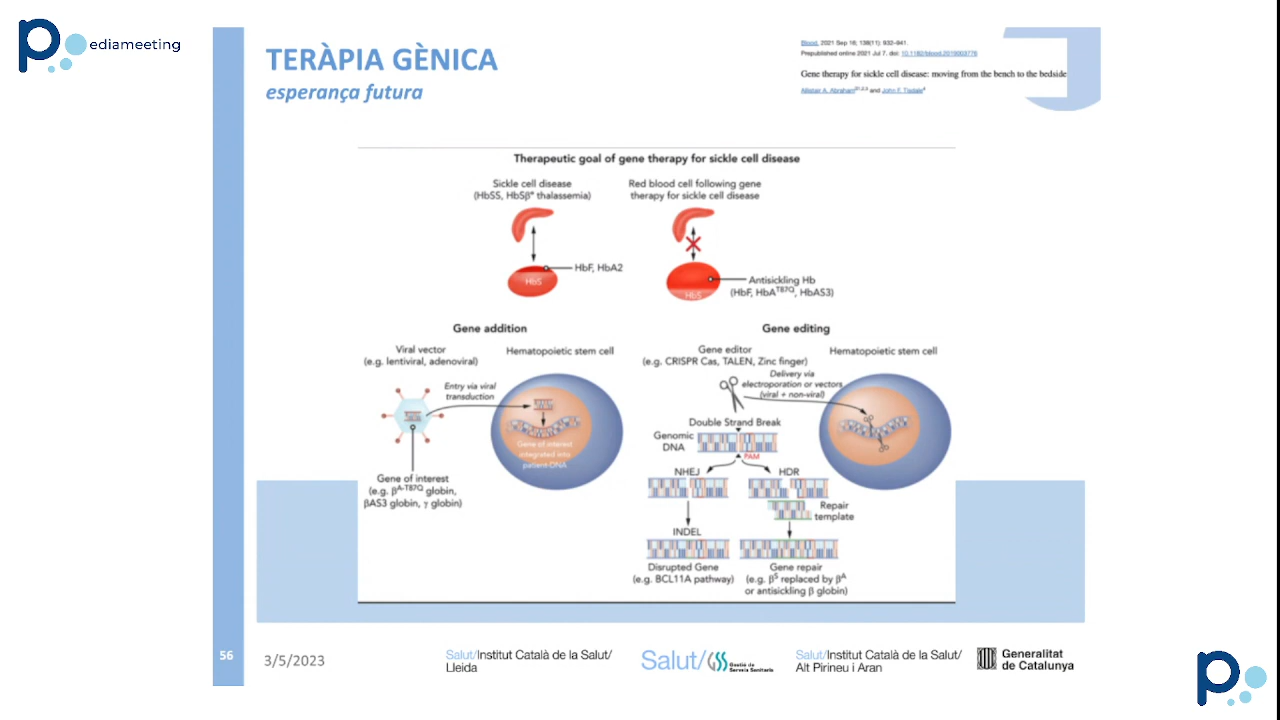 p. eadameeting
TERÀPIA GÈNICA
esperança futura
Blood. 2021 Sep 16; 138(11): 932–941.
Prepublished online 2021 Jul 7. doi: 10.1182/blood.2019003776
Gene therapy for sickle cell disease: moving from the bench to the bedside
Allistair A. Abraham and John F. Tisdale
Therapeutic goal of gene therapy for sickle cell disease
Sickle cell disease
(HbSS, HbSβ° thalassemia)
Red blood cell following gene
therapy for sickle cell disease
HbF, HbA2
HbS
Antisickling Hb
(HbF, HbAT87Q, HbAS3)
HbS
Gene addition
Viral vector
(e.g. lentiviral, adenoviral)
Hematopoietic stem cell
Entry via viral
transduction
Gene of interest
integrated into
patient DNA
Gene of interest
(e.g. βA-T87Q globin,
βAS3 globin, γ globin)
Gene editing
Gene editor
(e.g. CRISPR Cas, TALEN, Zinc finger)
Hematopoietic stem cell
Delivery via
electroporation or vectors
(viral + non-viral)
Double Strand Break
Genomic
DNA
PAM
NHEJ
HDR
Repair
template
INDEL
Disrupted Gene
(e.g. BCL11A pathway)
Gene repair
(e.g. βS replaced by βA
or antisickling β globin)
56
3/5/2023
Salut/Institut Català de la Salut/
Lleida
Salut/GSS Gestió de
Serveis Sanitaris
Salut/Institut Català de la Salut/
Alt Pirineu i Aran
Generalitat
de Catalunya
p.